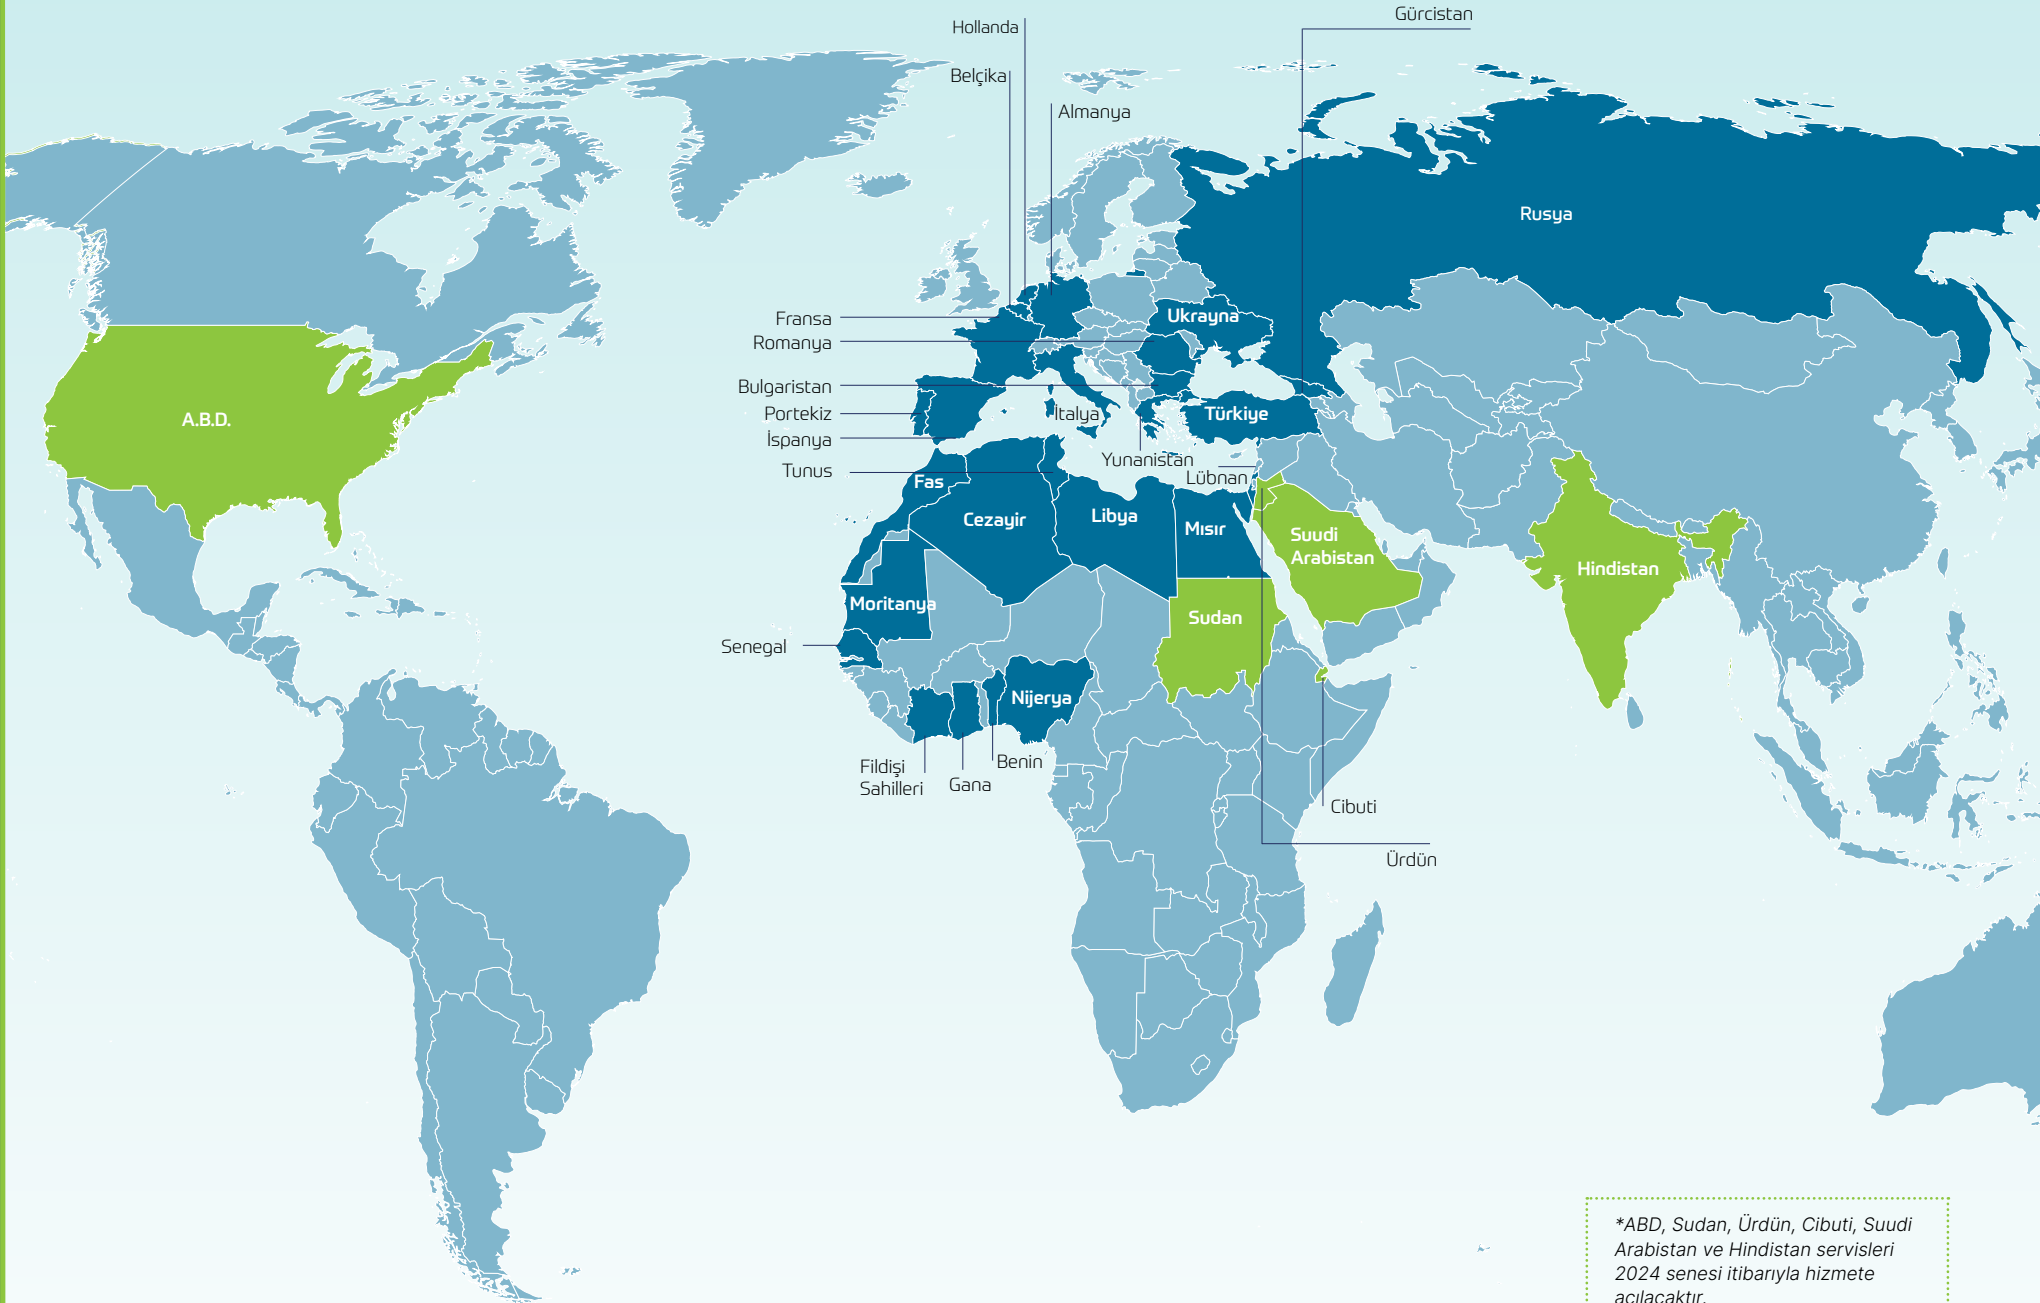 Gürcistan
Hollanda
Belçika
Almanya
Rusya
Fransa
Ukrayna
Romanya
Bulgaristan
Portekiz
İtalya
Türkiye
A.B.D.
İspanya
Yunanistan
Tunus
Lübnan
Fas
Cezayir
Libya
Mısır
Suudi
Arabistan
Hindistan
Moritanya
Sudan
Senegal
Nijerya
Fildişi
Sahilleri
Gana
Benin
Cibuti
Ürdün
*ABD, Sudan, Ürdün, Cibuti, Suudi
Arabistan ve Hindistan servisleri
2024 senesi itibarıyla hizmete
açılacaktır.